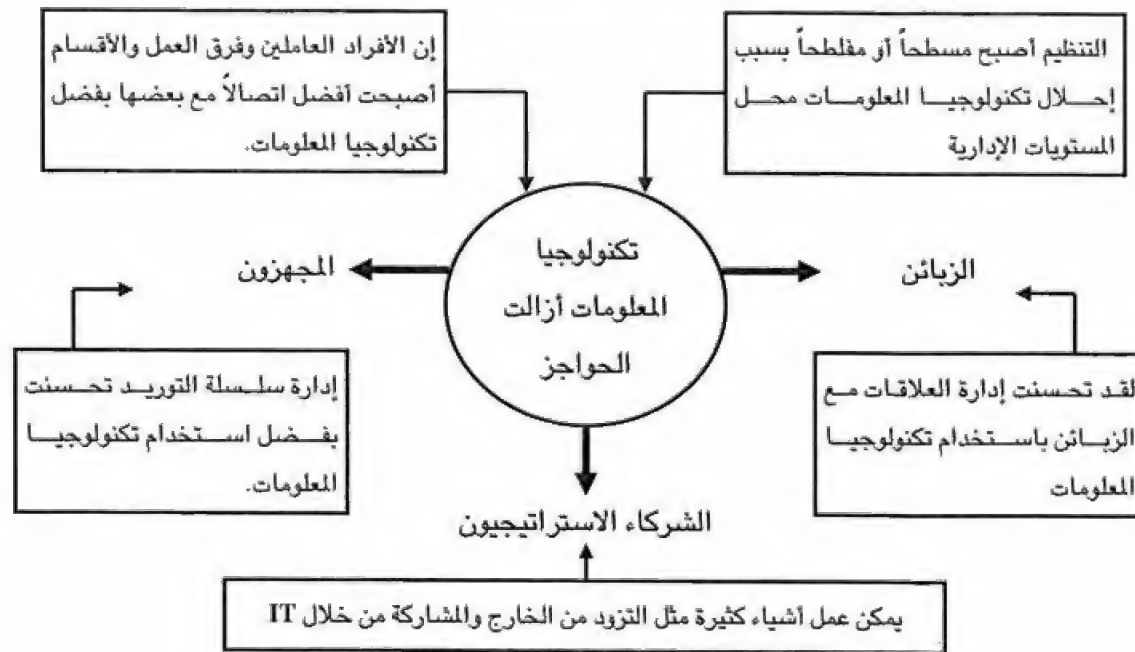 التنظيم أصبح مسطحاً أو مفلطحاً بسبب
إحلال تكنولوجيا المعلومات محل
المستويات الإدارية
إن الأفراد العاملين وفرق العمل والأقسام
أصبحت أفضل اتصالاً مع بعضها بفضل
تكنولوجيا المعلومات.
تكنولوجيا
المعلومات أزالت
الحواجز
الزبائن
المجهزون
لقد تحسنت إدارة العلاقات مع
الزبائن باستخدام تكنولوجيا
المعلومات
إدارة سلسلة التوريد تحسنت
بفضل استخدام تكنولوجيا
المعلومات.
الشركاء الاستراتيجيون
يمكن عمل أشياء كثيرة مثل التزود من الخارج والمشاركة من خلال IT